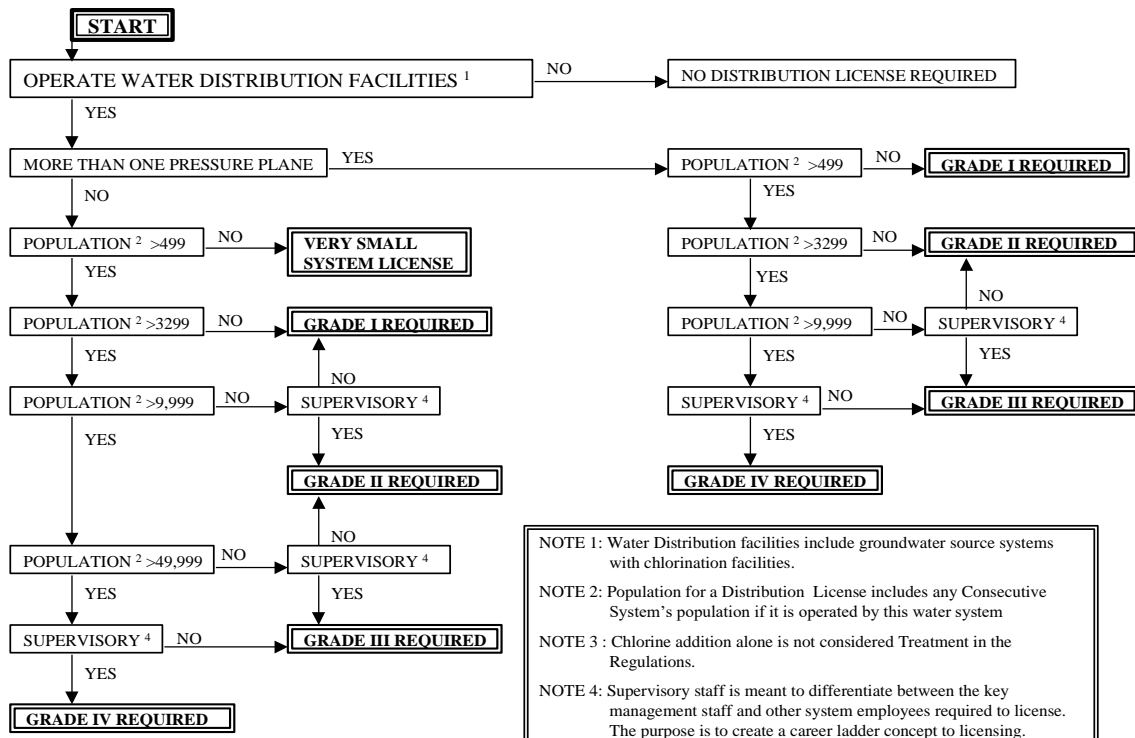 START
OPERATE WATER DISTRIBUTION FACILITIES 1
NO
NO DISTRIBUTION LICENSE REQUIRED
YES
MORE THAN ONE PRESSURE PLANE
YES
POPULATION 2 >499
NO
GRADE I REQUIRED
NO
YES
POPULATION 2 >499
NO
VERY SMALL
SYSTEM LICENSE
POPULATION 2 >3299
NO
GRADE II REQUIRED
YES
YES
NO
POPULATION 2 >3299
NO
GRADE I REQUIRED
POPULATION 2 >9,999
NO
SUPERVISORY 4
YES
NO
YES
YES
POPULATION 2 >9,999
NO
SUPERVISORY 4
SUPERVISORY 4
NO
GRADE III REQUIRED
YES
YES
YES
GRADE II REQUIRED
GRADE IV REQUIRED
NO
POPULATION 2 >49,999
NO
SUPERVISORY 4
YES
YES
SUPERVISORY 4
NO
GRADE III REQUIRED
YES
GRADE IV REQUIRED
NOTE 1: Water Distribution facilities include groundwater source systems
with chlorination facilities.
NOTE 2: Population for a Distribution License includes any Consecutive
System's population if it is operated by this water system
NOTE 3 : Chlorine addition alone is not considered Treatment in the
Regulations.
NOTE 4: Supervisory staff is meant to differentiate between the key
management staff and other system employees required to license.
The purpose is to create a career ladder concept to licensing.